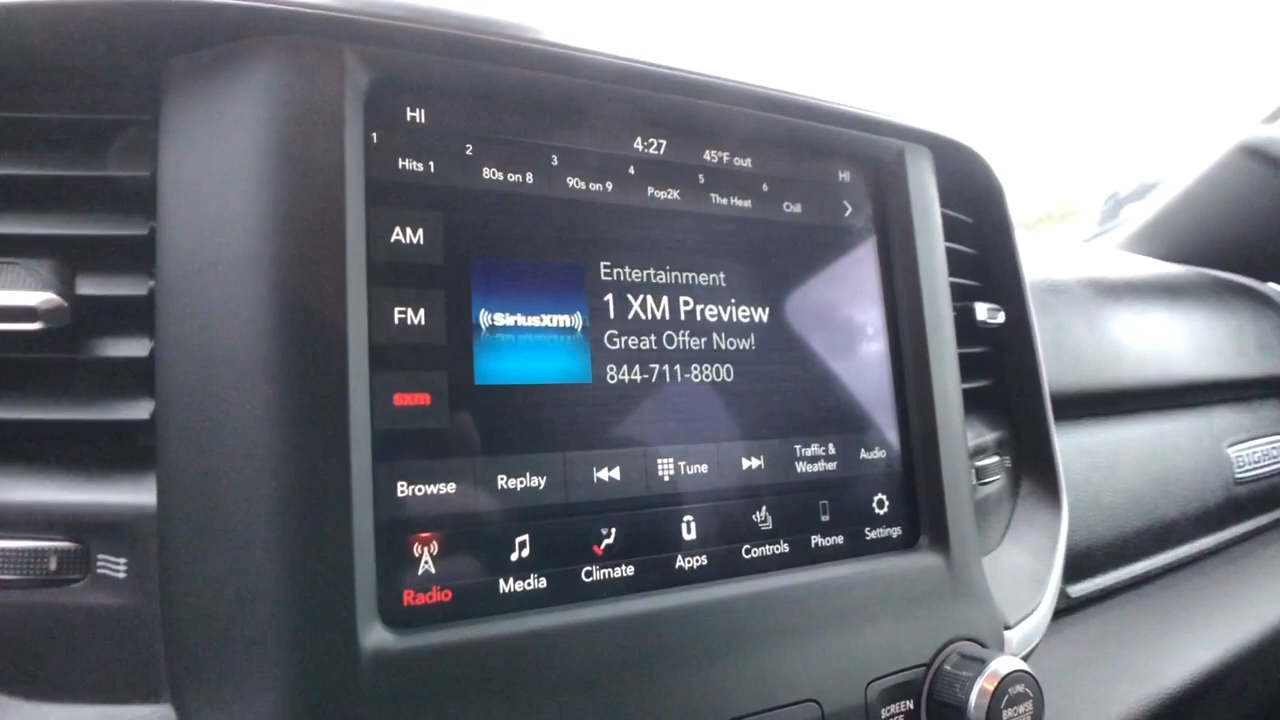 HI
4:27
45°F out
HI
1
Hits 1
2
80s on 8
3
90s on 9
4
Pop2K
5
The Heat
6
Chill
AM
FM
sxm
((SiriusXM))
Entertainment
1 XM Preview
Great Offer Now!
844-711-8800
Browse
Replay
Tune
Traffic &
Weather
Audio
Radio
Media
Climate
Apps
Controls
Phone
Settings
SCREEN
TUNE
BROWSE